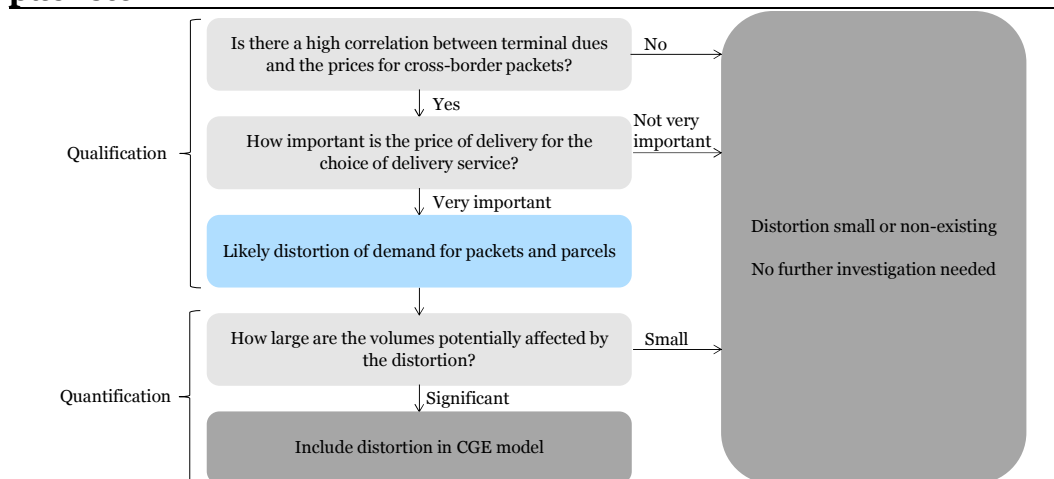 Is there a high correlation between terminal dues
and the prices for cross-border packets?
No
Yes
Qualification
How important is the price of delivery for the
choice of delivery service?
Not very
important
Very important
Likely distortion of demand for packets and parcels
Distortion small or non-existing
No further investigation needed
How large are the volumes potentially affected by
the distortion?
Small
Quantification
Significant
Include distortion in CGE model